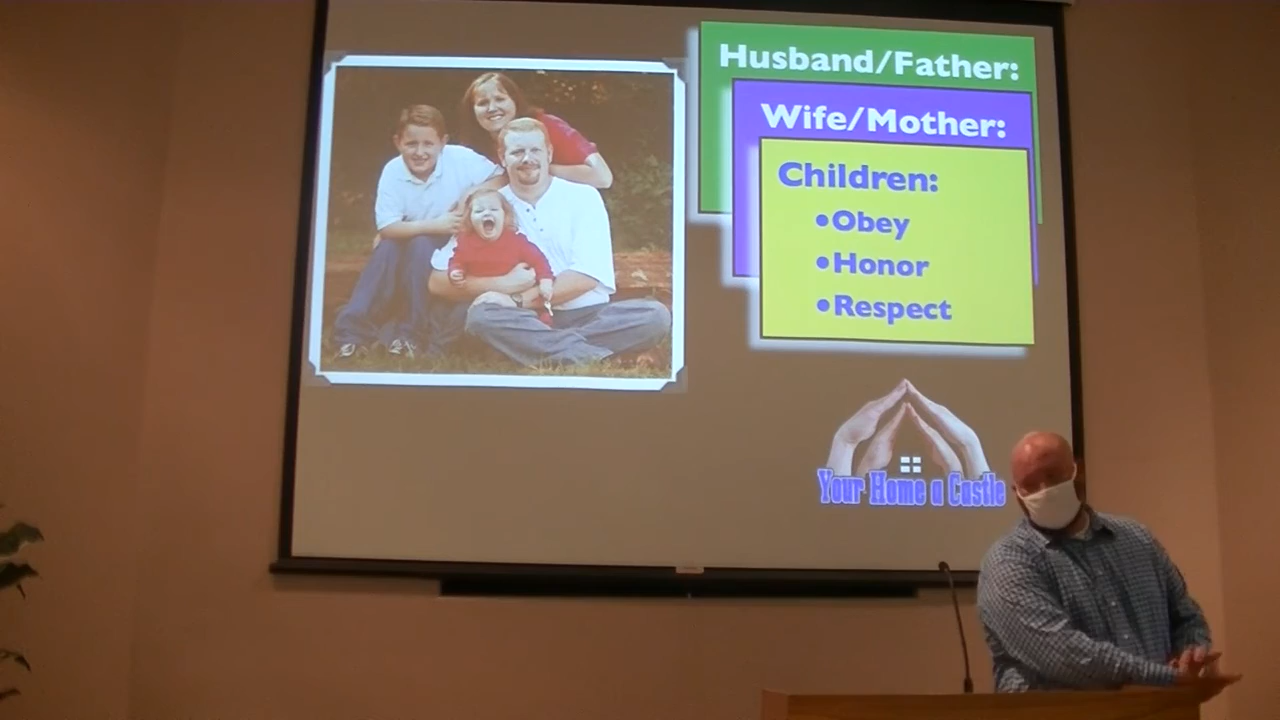 Husband/Father:
Wife/Mother:
Children:
•Obey
•Honor
•Respect
Your Home a Castle